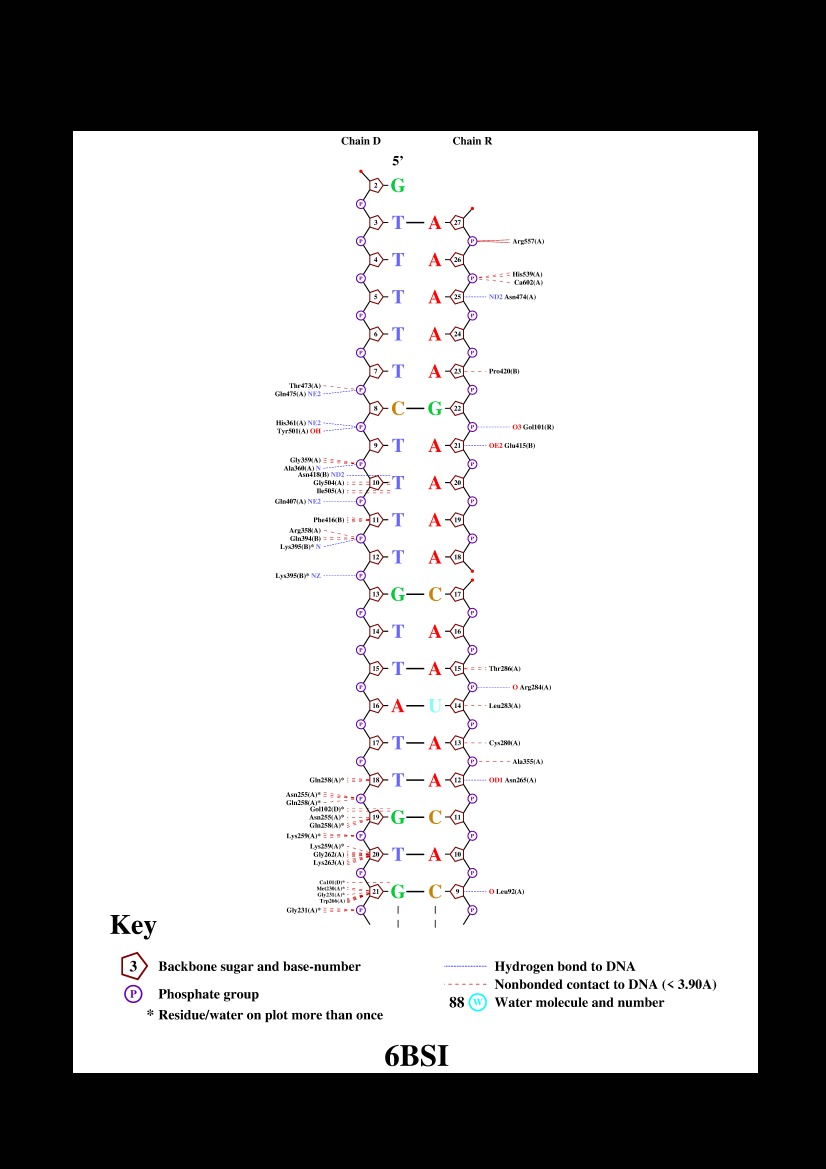 Chain D Chain R
5’
2 G
3 T A 27
P Arg557(A)
4 T A 26
His539(A)
Ca602(A)
5 T A 25 ND2 Asn474(A)
6 T A 24
7 T A 23 Pro420(B)
Thr473(A)
Gln475(A) NE2
8 C G 22
His361(A) NE2
Tyr501(A) OH
O3 Gol101(R)
9 T A 21 OE2 Glu415(B)
Gly359(A)
Ala360(A) N
Asn418(B) ND2
Gly504(A) 10 T A 20
Ile505(A)
Gln407(A) NE2
Phe416(B) 11 T A 19
Arg358(A)
Gln394(B)
Lys395(B)* N
12 T A 18
Lys395(B)* NZ
13 G C 17
14 T A 16
15 T A 15 Thr286(A)
O Arg284(A)
16 A U 14 Leu283(A)
17 T A 13 Cys280(A)
Ala355(A)
Gln258(A)* 18 T A 12 OD1 Asn265(A)
Asn255(A)*
Gln258(A)*
Gol102(D)*
Asn255(A)* 19 G C 11
Gln258(A)*
Lys259(A)*
Lys259(A)*
Gly262(A) 20 T A 10
Lys263(A)
Ca101(D)*
Met230(A)*
Gly231(A)*
Trp266(A)
21 G C 9 O Leu92(A)
Gly231(A)*
Key
3 Backbone sugar and base-number
P Phosphate group
* Residue/water on plot more than once
Hydrogen bond to DNA
Nonbonded contact to DNA (< 3.90A)
88 W Water molecule and number
6BSI